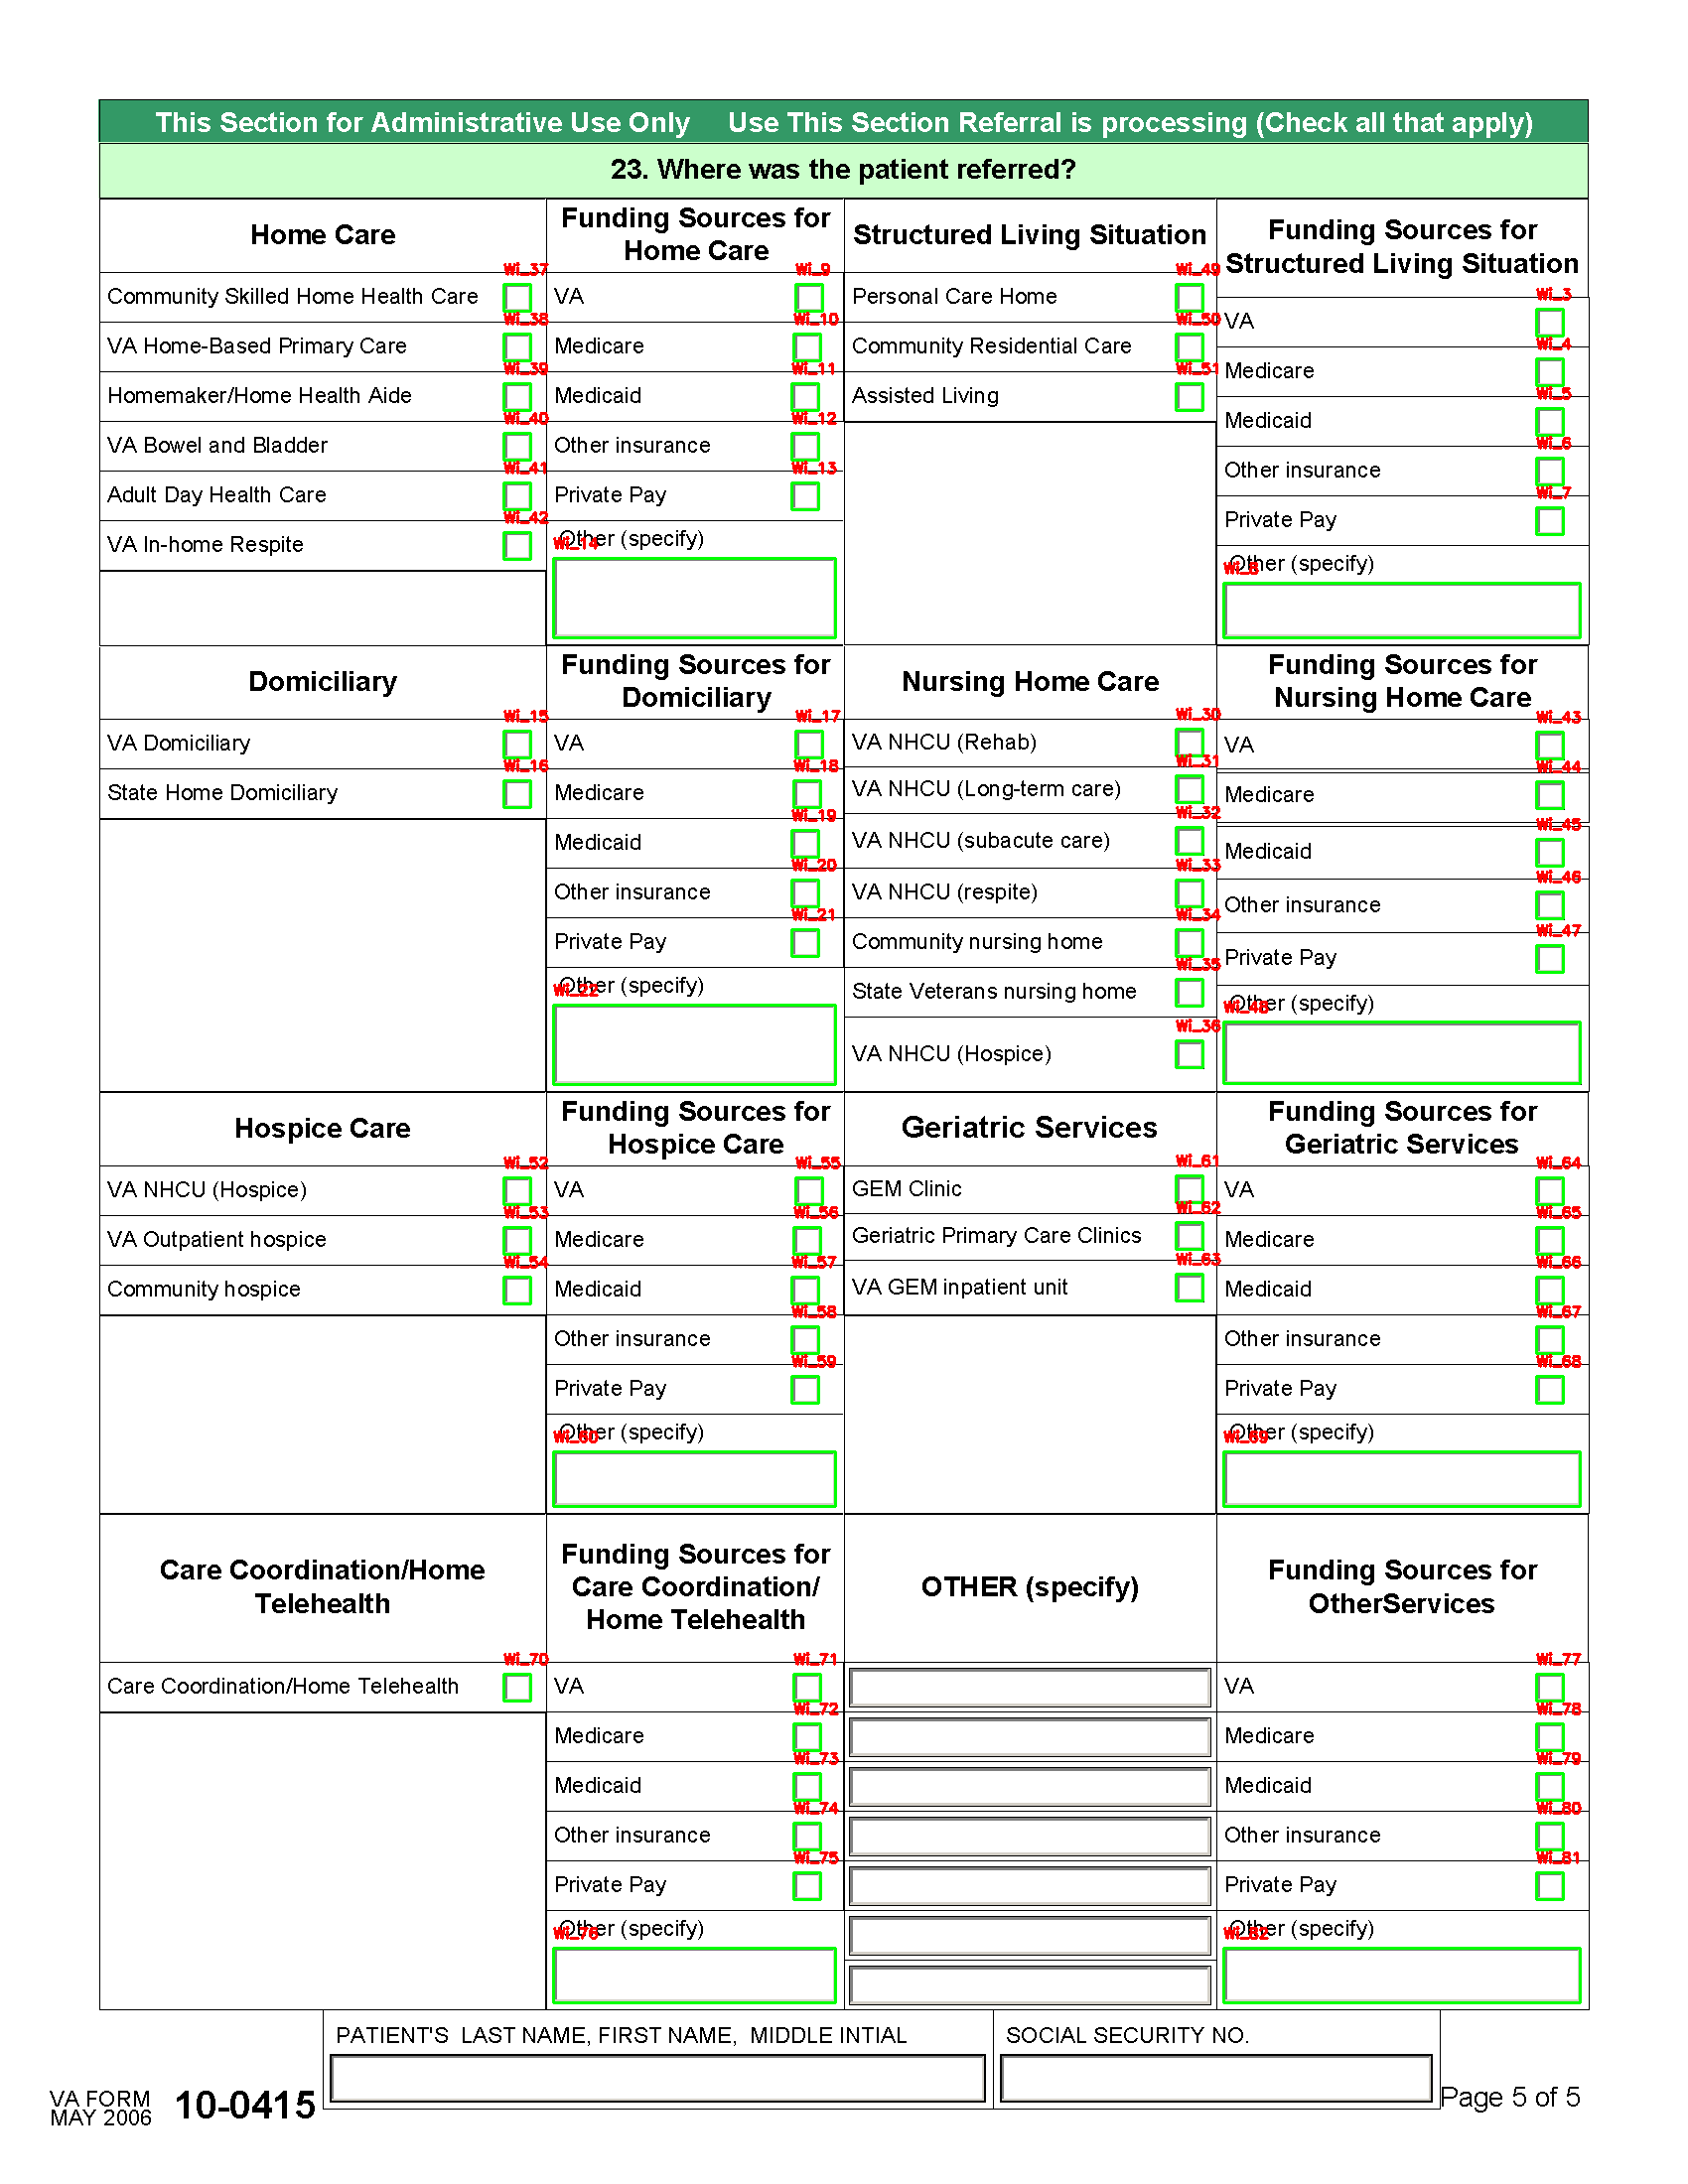 This Section for Administrative Use Only Use This Section Referral is processing (Check all that apply)
23. Where was the patient referred?
Home Care
Funding Sources for
Home Care
Structured Living Situation
Funding Sources for
Structured Living Situation
Wi_37
Community Skilled Home Health Care
Wi_38
VA Home-Based Primary Care
Wi_39
Homemaker/Home Health Aide
Wi_40
VA Bowel and Bladder
Wi_41
Adult Day Health Care
Wi_42
VA In-home Respite
Wi_9
VA
Wi_10
Medicare
Wi_11
Medicaid
Wi_12
Other insurance
Wi_13
Private Pay
Other (specify)
Wi_14
Wi_49
Personal Care Home
Wi_50
Community Residential Care
Wi_51
Assisted Living
Wi_3
VA
Wi_4
Medicare
Wi_5
Medicaid
Wi_6
Other insurance
Wi_7
Private Pay
Other (specify)
Wi_8
Domiciliary
Funding Sources for
Domiciliary
Nursing Home Care
Funding Sources for
Nursing Home Care
Wi_15
VA Domiciliary
Wi_16
State Home Domiciliary
Wi_17
VA
Wi_18
Medicare
Wi_19
Medicaid
Wi_20
Other insurance
Wi_21
Private Pay
Other (specify)
Wi_22
Wi_30
VA NHCU (Rehab)
Wi_31
VA NHCU (Long-term care)
Wi_32
VA NHCU (subacute care)
Wi_33
VA NHCU (respite)
Wi_34
Community nursing home
Wi_35
State Veterans nursing home
Wi_36
VA NHCU (Hospice)
Wi_43
VA
Wi_44
Medicare
Wi_45
Medicaid
Wi_46
Other insurance
Wi_47
Private Pay
Other (specify)
Wi_48
Hospice Care
Funding Sources for
Hospice Care
Geriatric Services
Funding Sources for
Geriatric Services
Wi_52
VA NHCU (Hospice)
Wi_53
VA Outpatient hospice
Wi_54
Community hospice
Wi_55
VA
Wi_56
Medicare
Wi_57
Medicaid
Wi_58
Other insurance
Wi_59
Private Pay
Other (specify)
Wi_60
Wi_61
GEM Clinic
Wi_62
Geriatric Primary Care Clinics
Wi_63
VA GEM inpatient unit
Wi_64
VA
Wi_65
Medicare
Wi_66
Medicaid
Wi_67
Other insurance
Wi_68
Private Pay
Other (specify)
Wi_69
Care Coordination/Home
Telehealth
Funding Sources for
Care Coordination/
Home Telehealth
OTHER (specify)
Funding Sources for
OtherServices
Wi_70
Care Coordination/Home Telehealth
Wi_71
VA
Wi_72
Medicare
Wi_73
Medicaid
Wi_74
Other insurance
Wi_75
Private Pay
Other (specify)
Wi_76
Wi_77
VA
Wi_78
Medicare
Wi_79
Medicaid
Wi_80
Other insurance
Wi_81
Private Pay
Other (specify)
Wi_82
PATIENT'S LAST NAME, FIRST NAME, MIDDLE INTIAL
SOCIAL SECURITY NO.
VA FORM
MAY 2006
10-0415
Page 5 of 5